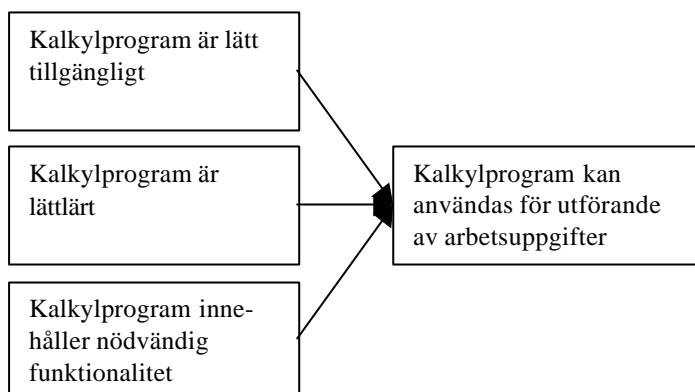 Kalkylprogram är lätt
tillgängligt
Kalkylprogram är
lättlärt
Kalkylprogram inne-
håller nödvändig
funktionalitet
Kalkylprogram kan
användas för utförande
av arbetsuppgifter